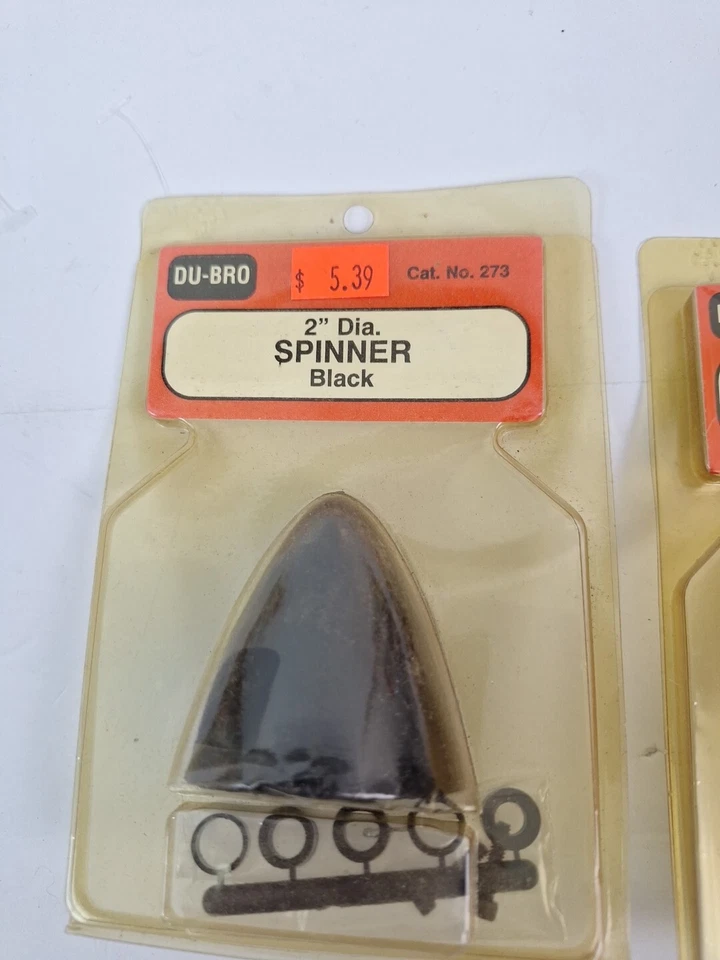 DU-BRO $ 5.39 Cat. No. 273
2” Dia.
SPINNER
Black